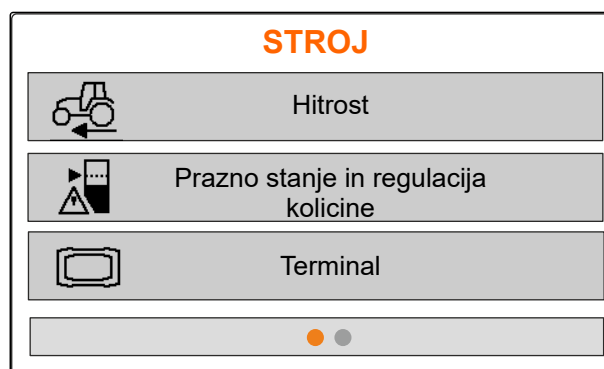 STROJ
Hitrost
Prazno stanje in regulacija
kolicine
Terminal